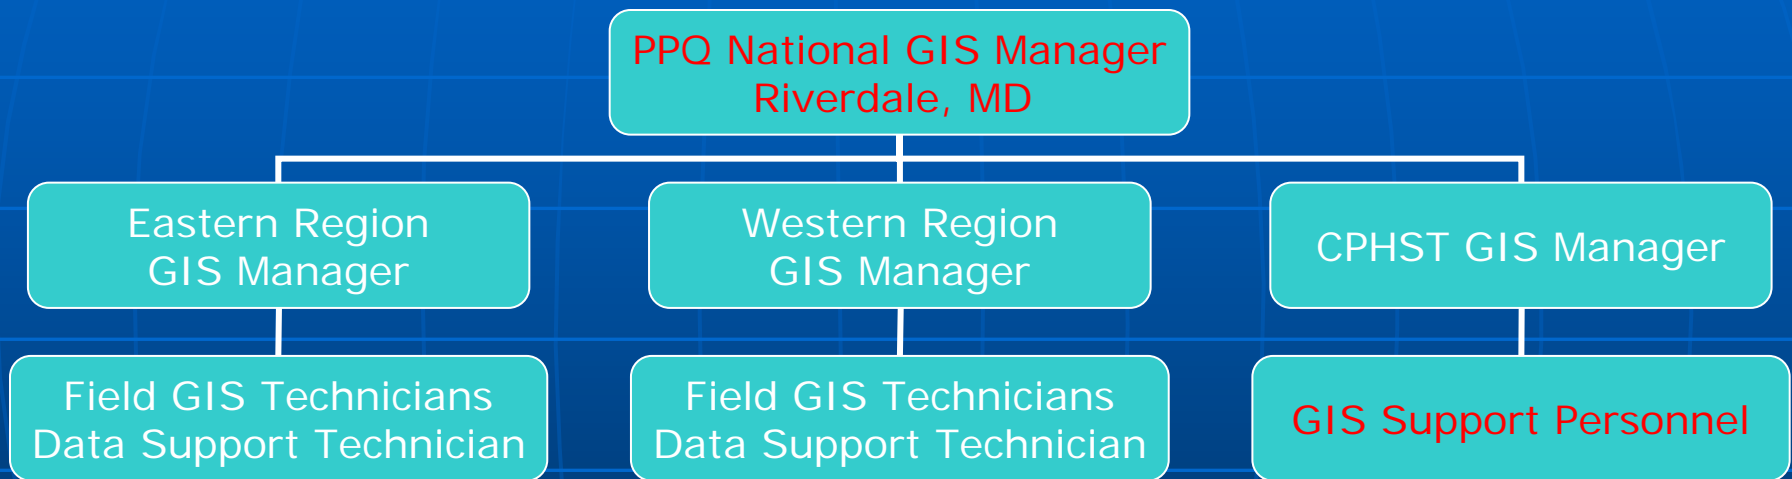 PPQ National GIS Manager
Riverdale, MD
Eastern Region
GIS Manager
Western Region
GIS Manager
CPHST GIS Manager
Field GIS Technicians
Data Support Technician
Field GIS Technicians
Data Support Technician
GIS Support Personnel